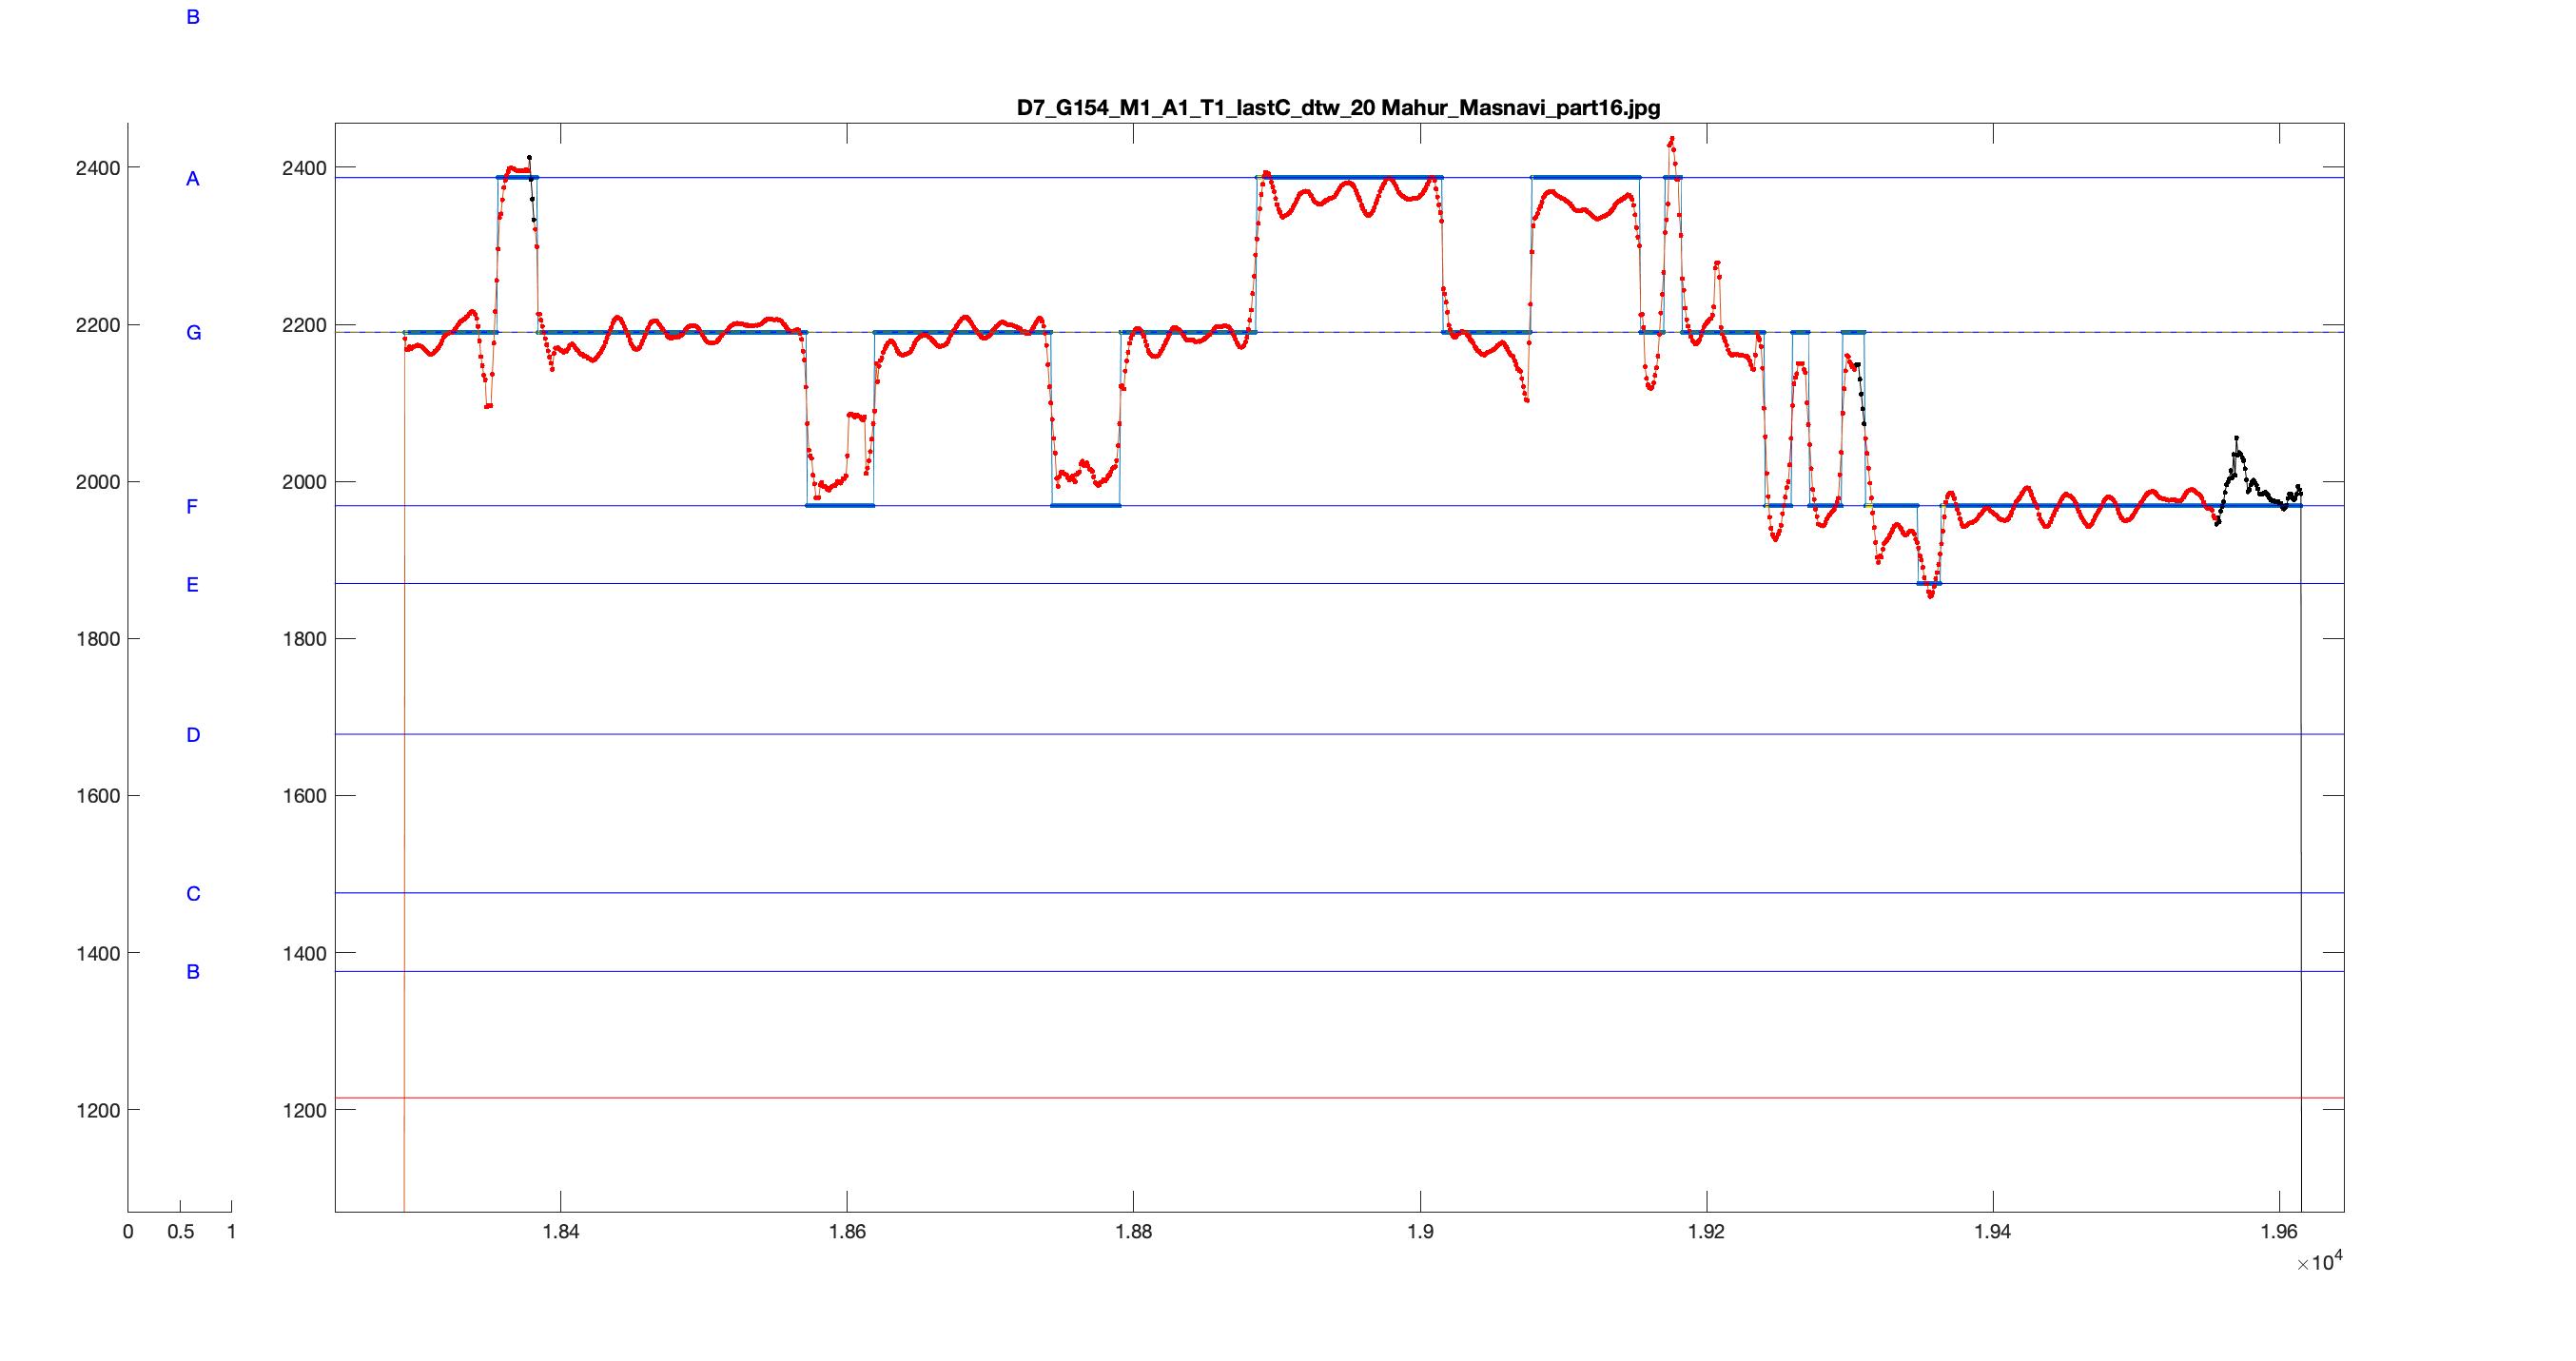 B
D7_G154_M1_A1_T1_lastC_dtw_20 Mahur_Masnavi_part16.jpg
2400 A 2400
2200 G 2200
2000 2000
F
E
1800 1800
D
1600 1600
C
1400 1400
B
1200 1200
0 0.5 1 1.84 1.86 1.88 1.9 1.92 1.94 1.96
×10⁴